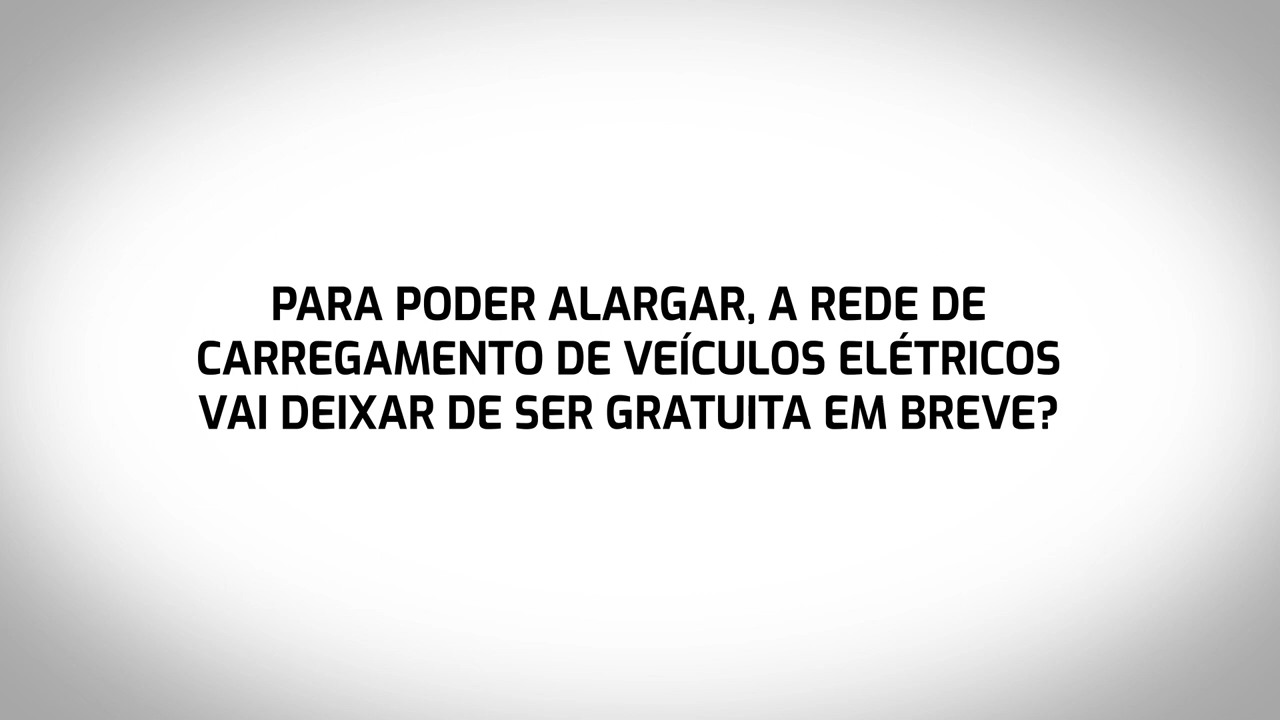 PARA PODER ALARGAR, A REDE DE
CARREGAMENTO DE VEÍCULOS ELÉTRICOS
VAI DEIXAR DE SER GRATUITA EM BREVE?